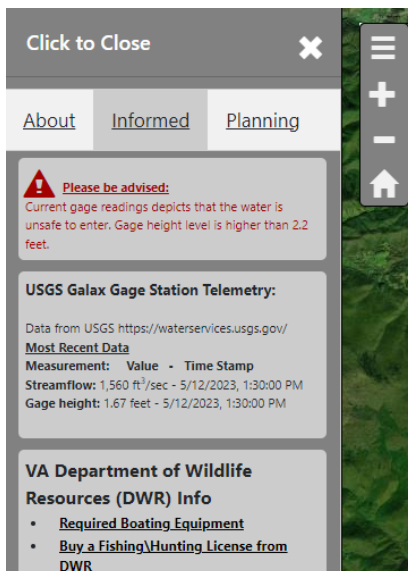 Click to Close
About Informed Planning
Please be advised:
Current gage readings depicts that the water is
unsafe to enter. Gage height level is higher than 2.2
feet.
USGS Galax Gage Station Telemetry:
Data from USGS https://waterservices.usgs.gov/
Most Recent Data
Measurement: Value - Time Stamp
Streamflow: 1,560 ft³/sec - 5/12/2023, 1:30:00 PM
Gage height: 1.67 feet - 5/12/2023, 1:30:00 PM
VA Department of Wildlife
Resources (DWR) Info
• Required Boating Equipment
• Buy a Fishing\Hunting License from
DWR